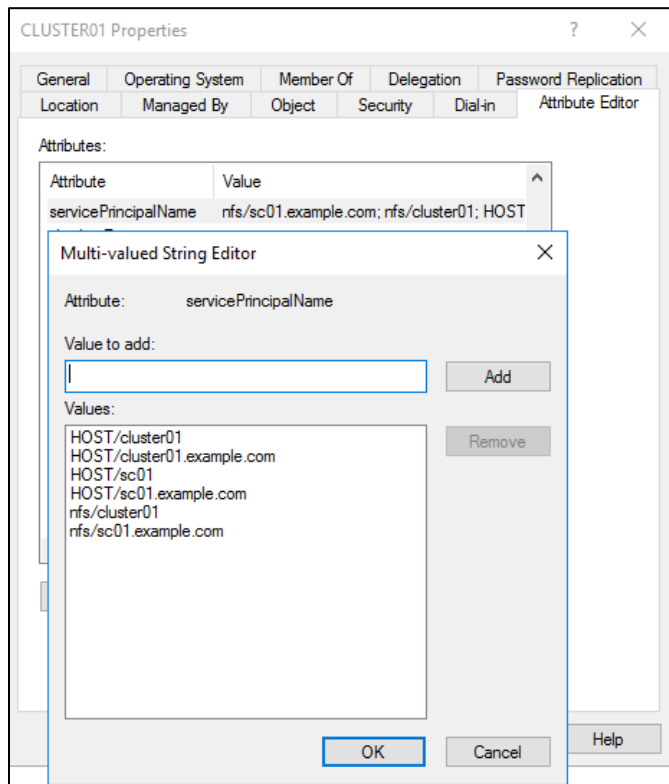 CLUSTER01 Properties ?
General Operating System Member Of Delegation Password Replication
Location Managed By Object Security Dial-in Attribute Editor
Attributes:
Attribute Value
servicePrincipalName nfs/sc01.example.com; nfs/cluster01; HOST
Multi-valued String Editor
Attribute: servicePrincipalName
Value to add:
Add
Values:
HOST/cluster01
HOST/cluster01.example.com
HOST/sc01
HOST/sc01.example.com
nfs/cluster01
nfs/sc01.example.com
Remove
OK Cancel
Help